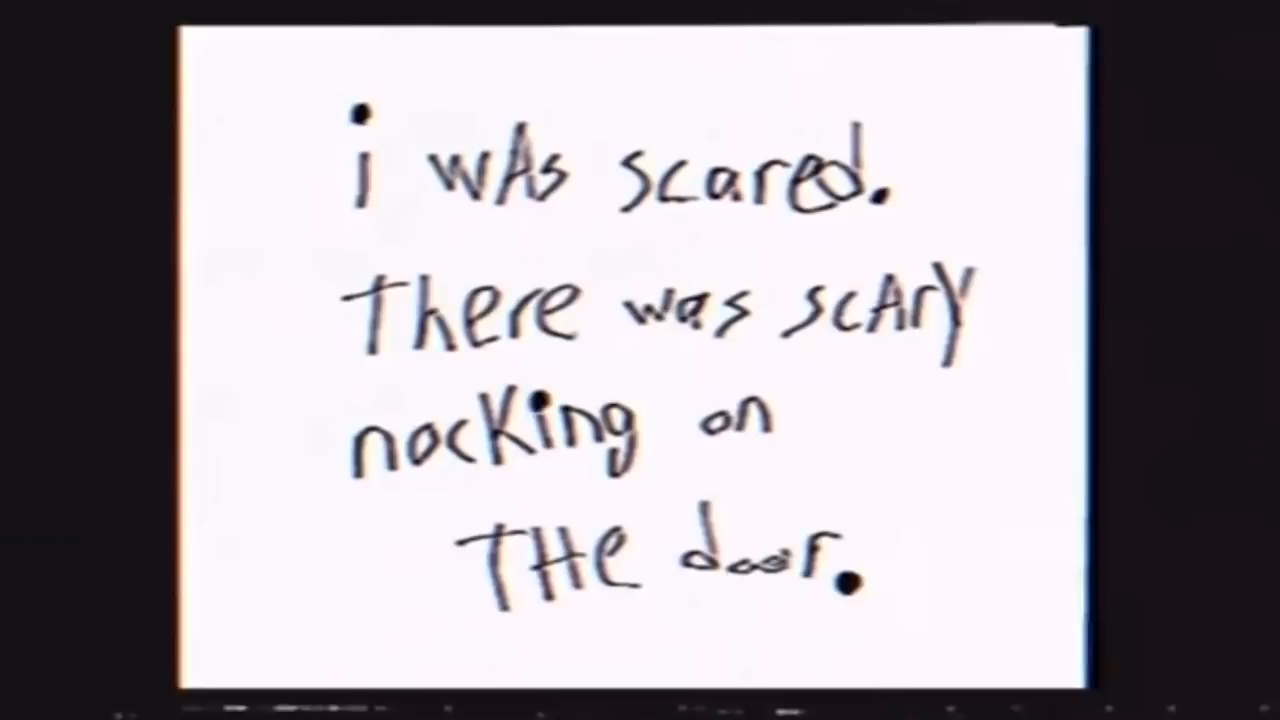 i wAs scared.
There was scAry
nocking on
THe door.